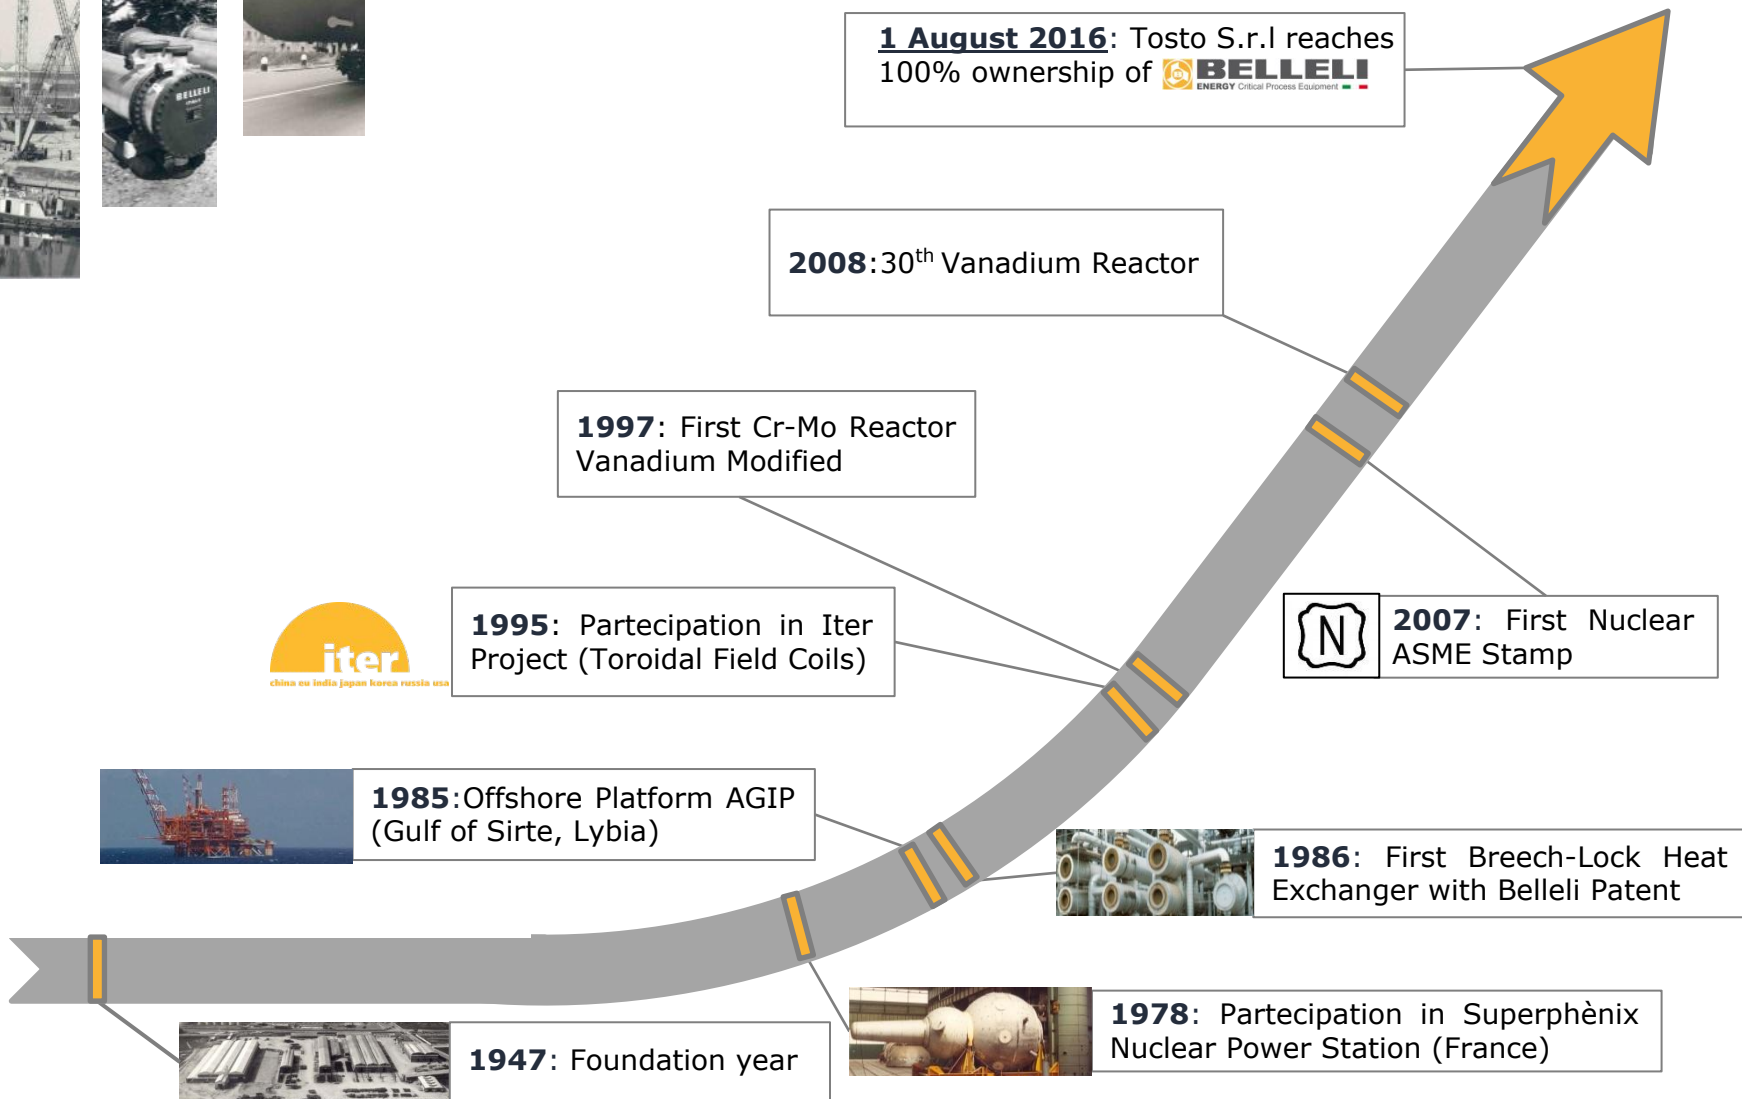 BELLELI
1 August 2016: Tosto S.r.l reaches
100% ownership of BELLELI
ENERGY Critical Process Equipment
2008:30th Vanadium Reactor
1997: First Cr-Mo Reactor
Vanadium Modified
iter
china eu india japan korea russia usa
1995: Partecipation in Iter
Project (Toroidal Field Coils)
N
2007: First Nuclear
ASME Stamp
1985:Offshore Platform AGIP
(Gulf of Sirte, Lybia)
1986: First Breech-Lock Heat
Exchanger with Belleli Patent
1978: Partecipation in Superphènix
Nuclear Power Station (France)
1947: Foundation year